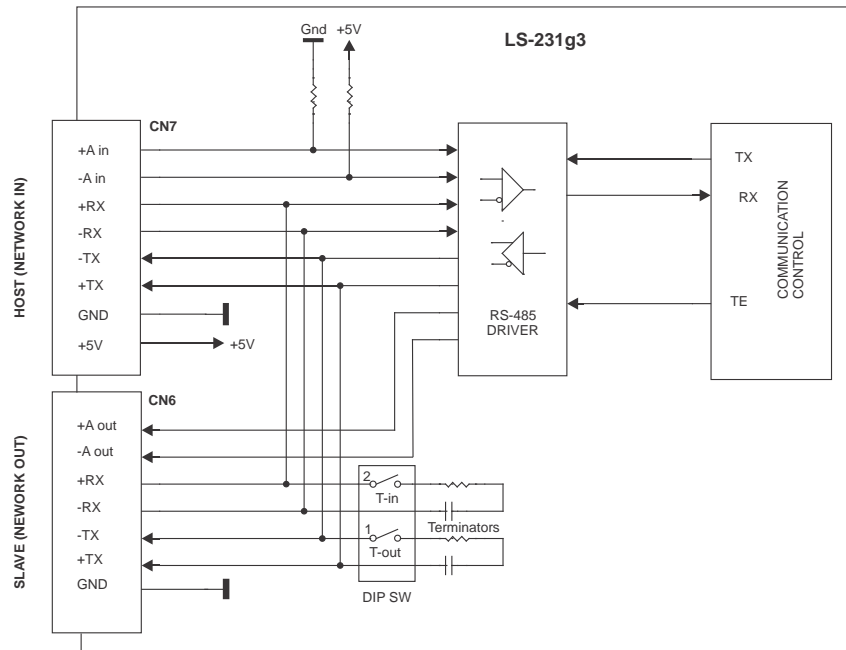 Gnd +5V
LS-231g3
HOST (NETWORK IN)
CN7
+A in
-A in
+RX
-RX
-TX
+TX
GND
+5V
+5V
RS-485
DRIVER
TX
RX
TE
COMMUNICATION
CONTROL
SLAVE (NEWORK OUT)
CN6
+A out
-A out
+RX
-RX
-TX
+TX
GND
2
T-in
1
T-out
Terminators
DIP SW